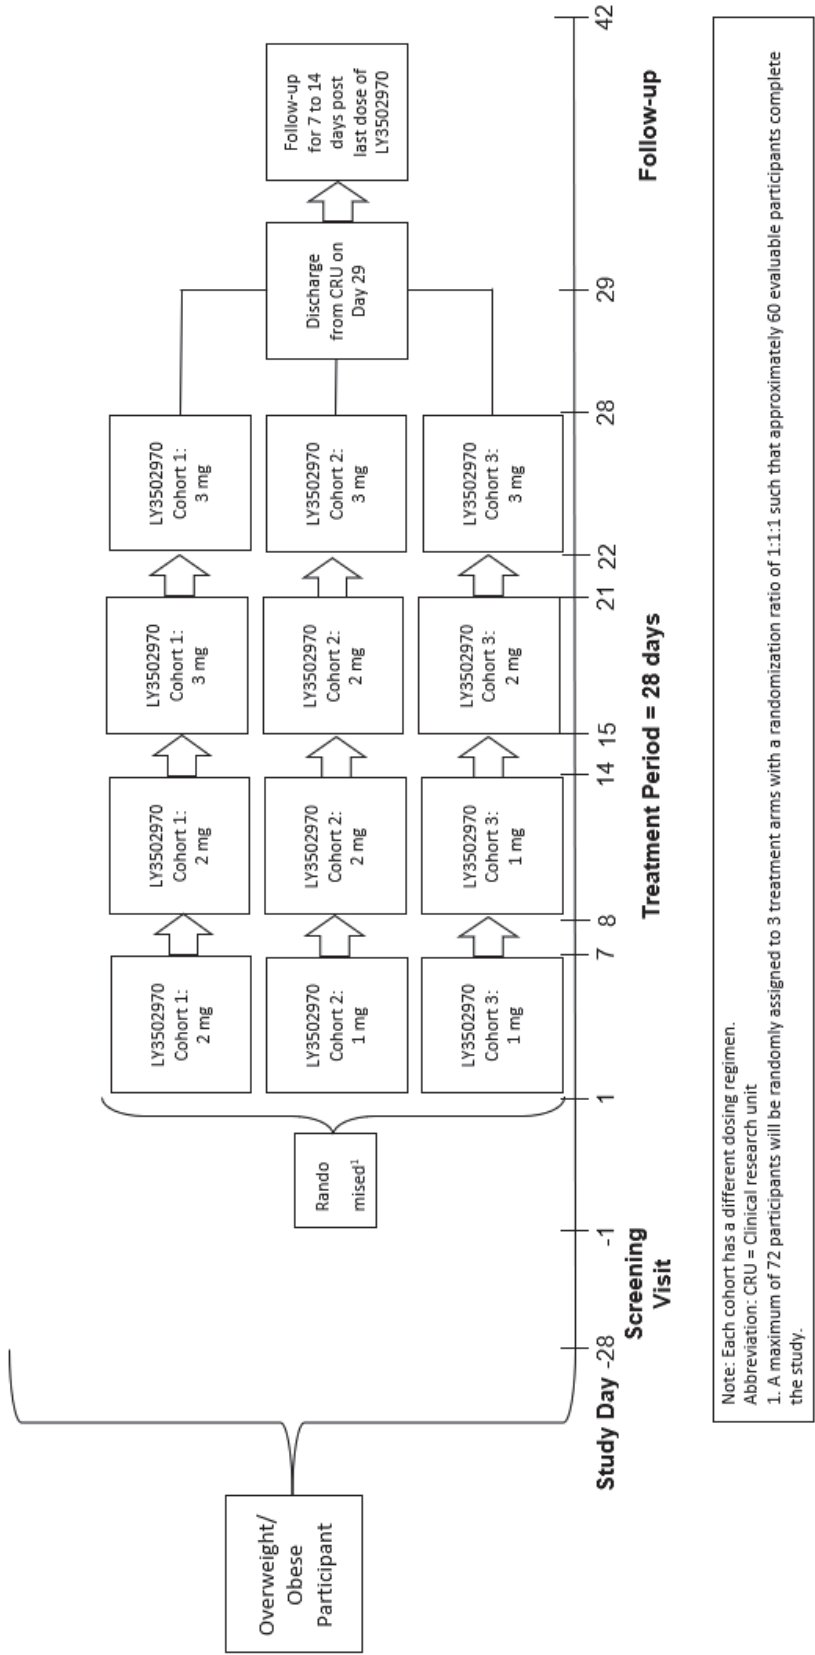 Overweight/
Obese
Participant
Rando
mised1
LY3502970
Cohort 1:
2 mg
LY3502970
Cohort 1:
2 mg
LY3502970
Cohort 1:
3 mg
LY3502970
Cohort 1:
3 mg
LY3502970
Cohort 2:
1 mg
LY3502970
Cohort 2:
2 mg
LY3502970
Cohort 2:
2 mg
LY3502970
Cohort 2:
3 mg
LY3502970
Cohort 3:
1 mg
LY3502970
Cohort 3:
1 mg
LY3502970
Cohort 3:
2 mg
LY3502970
Cohort 3:
3 mg
Discharge
from CRU on
Day 29
Follow-up
for 7 to 14
days post
last dose of
LY3502970
Study Day -28 -1 1 7 8 14 15 21 22 28 29 42
Screening
Visit
Treatment Period = 28 days
Follow-up
Note: Each cohort has a different dosing regimen.
Abbreviation: CRU = Clinical research unit
1. A maximum of 72 participants will be randomly assigned to 3 treatment arms with a randomization ratio of 1:1:1 such that approximately 60 evaluable participants complete
the study.